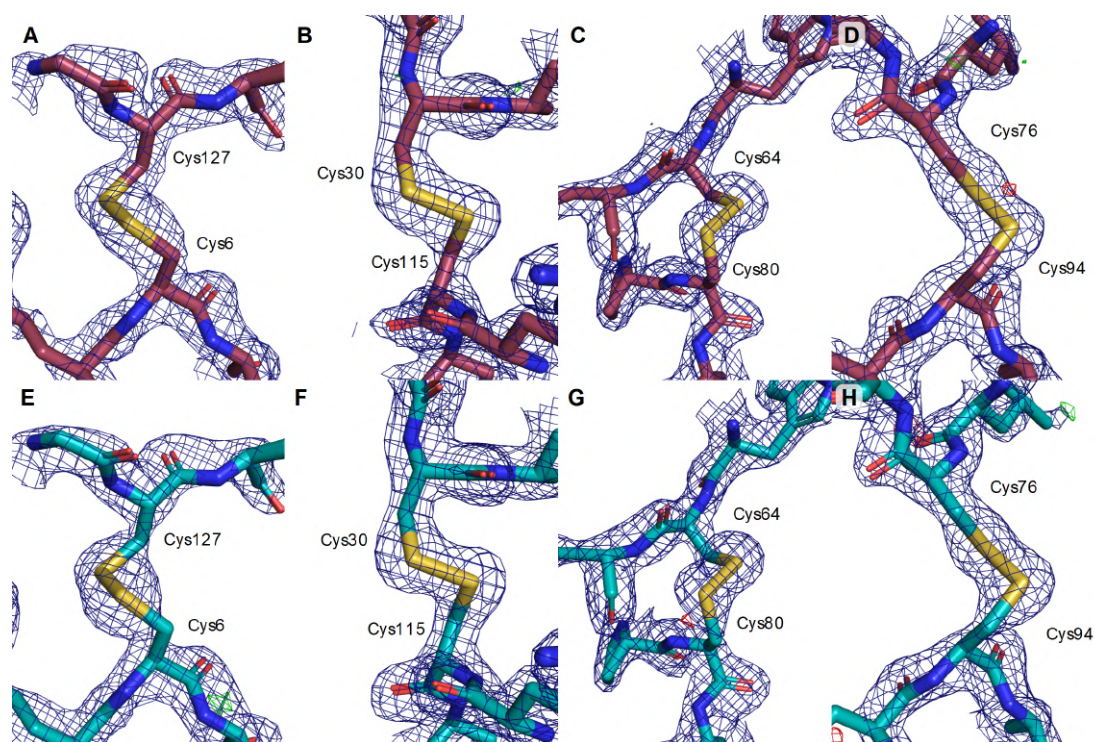 A
B
C
D
Cys127
Cys30
Cys64
Cys76
Cys6
Cys115
Cys80
Cys94
E
F
G
H
Cys127
Cys30
Cys64
Cys76
Cys6
Cys115
Cys80
Cys94